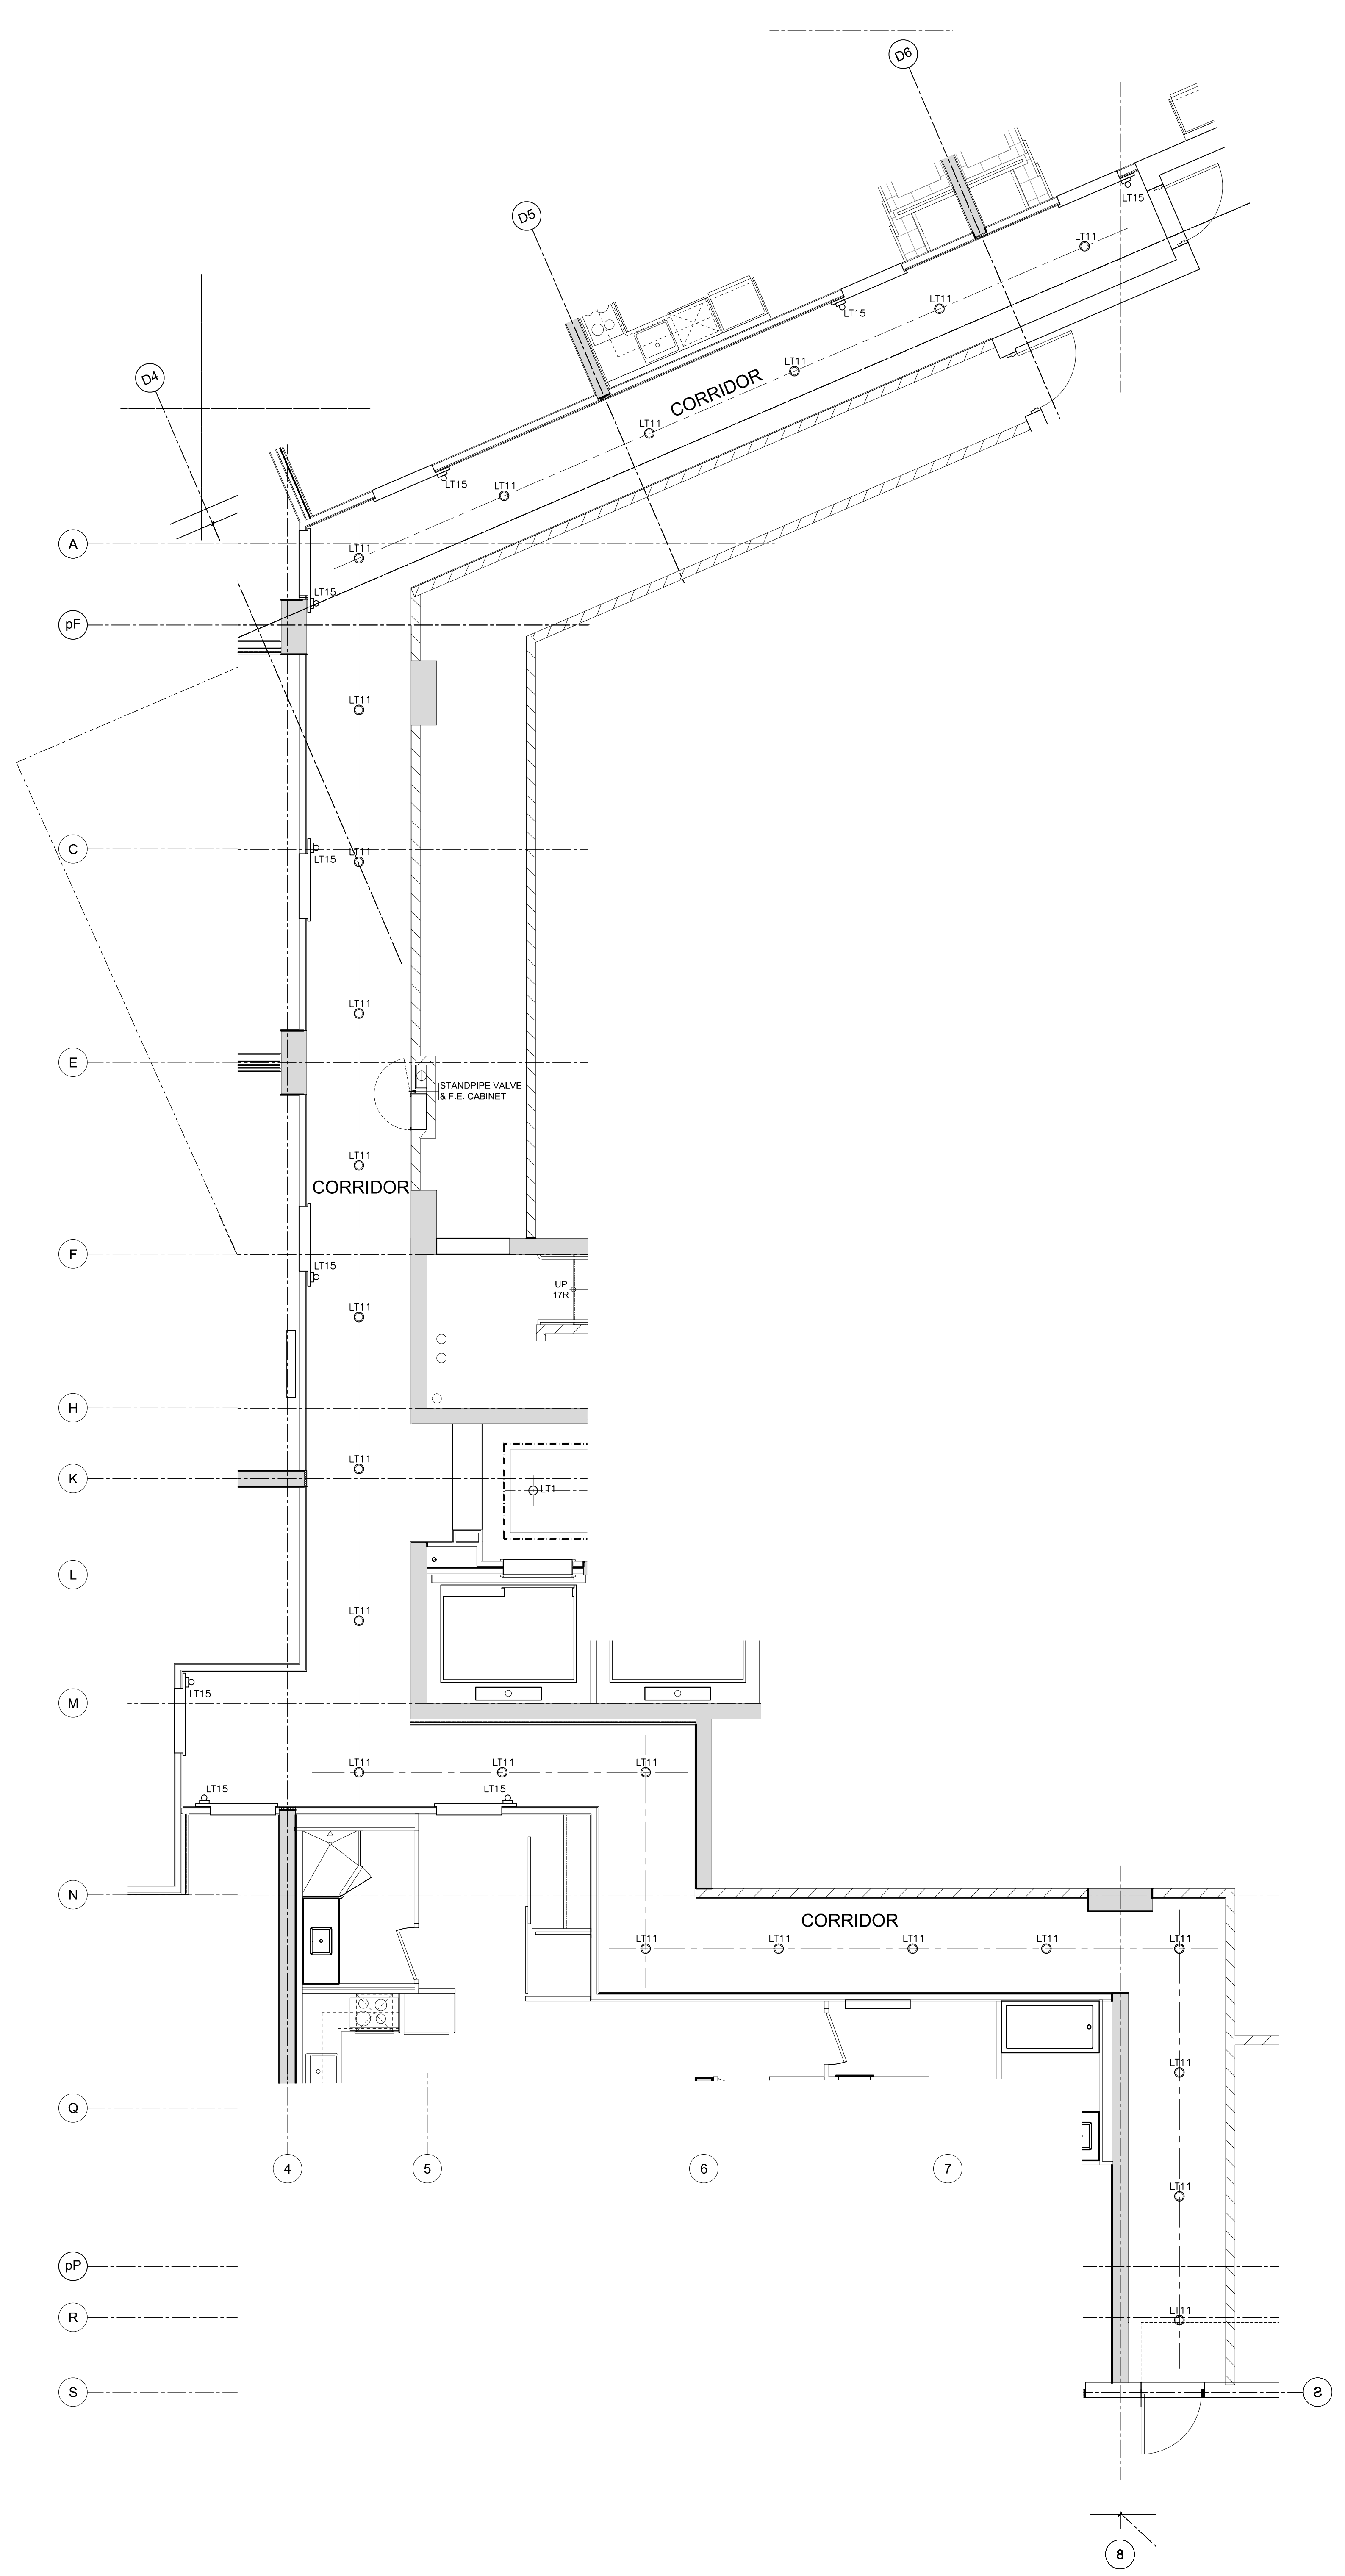 D6
LT15
D5
LT11
LT11
LT15
D4
LT11
CORRIDOR
LT11
LT15
LT11
A
LT11
LT15
pF
LT11
C
LT11
LT15
LT11
E
STANDPIPE VALVE
& F.E. CABINET
LT11
CORRIDOR
F
LT15
UP
17R
LT11
H
LT11
K
LT1
L
LT11
LT15
M
LT11
LT11
LT11
LT15
LT15
N
CORRIDOR
LT11
LT11
LT11
LT11
LT11
LT11
Q
4
5
6
7
LT11
pP
R
LT11
S
S
8